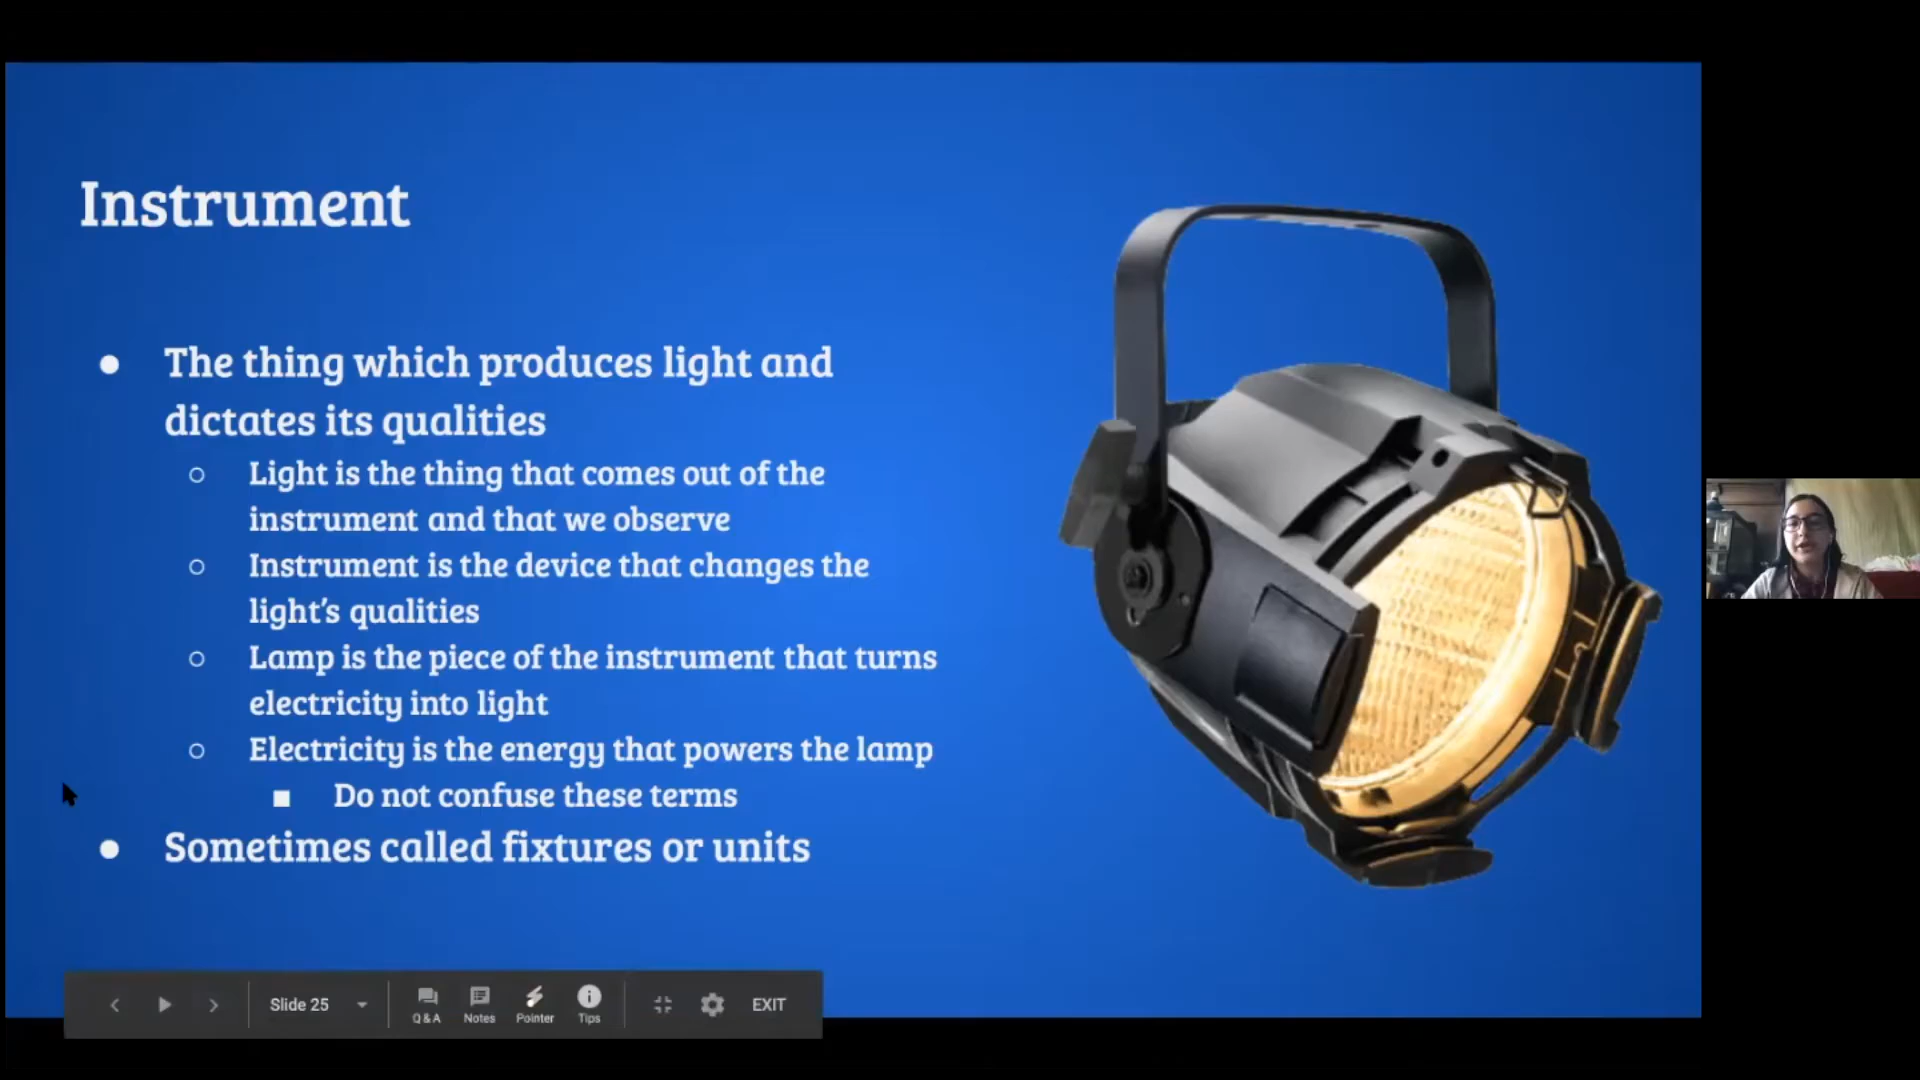 Instrument
The thing which produces light and
dictates its qualities
Light is the thing that comes out of the
instrument and that we observe
Instrument is the device that changes the
light's qualities
Lamp is the piece of the instrument that turns
electricity into light
Electricity is the energy that powers the lamp
Do not confuse these terms
Sometimes called fixtures or units
Slide 25
Q & A
Notes
Pointer
Tips
EXIT